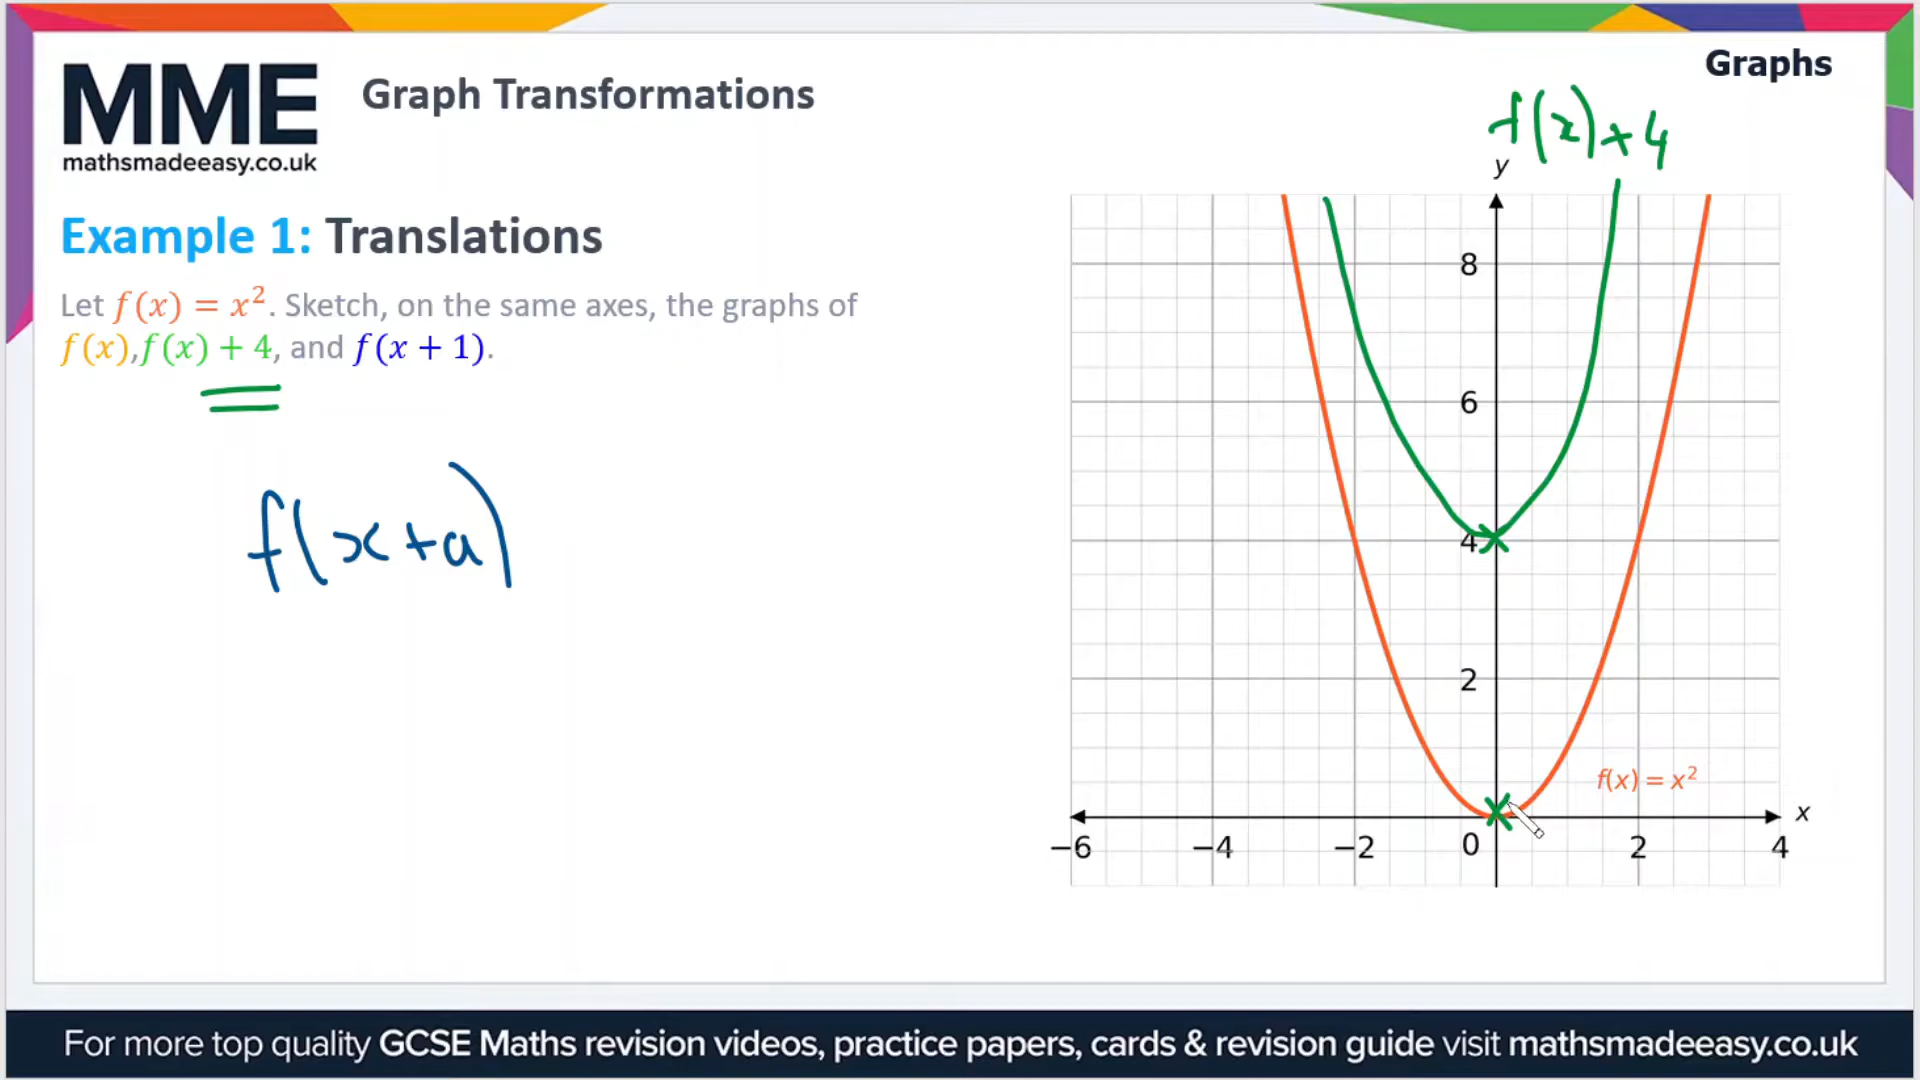 MME
mathsmadeeasy.co.uk
Graph Transformations
Graphs
Example 1: Translations
Let f(x) = x². Sketch, on the same axes, the graphs of
f(x),f(x) + 4, and f(x + 1).
f(x+a)
f(x)+4
y
8
6
4
2
f(x) = x²
x
−6 −4 −2 0 2 4
For more top quality GCSE Maths revision videos, practice papers, cards & revision guide visit mathsmadeeasy.co.uk